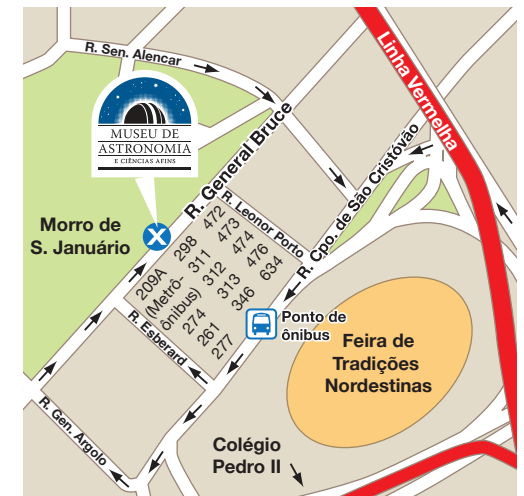 R. Sen. Alencar
Linha Vermelha
MUSEU DE
ASTRONOMIA
E CIÊNCIAS AFINS
R. General Bruce
R. Cpo. de São Cristóvão
R. Leonor Porto
Morro de
S. Januário
209A 298 472
(Metrô- 311 473
ônibus) 312 474
274 313 476
261 346 634
277
R. Esberard
Ponto de
ônibus
Feira de
Tradições
Nordestinas
R. Gen. Argolo
Colégio
Pedro II